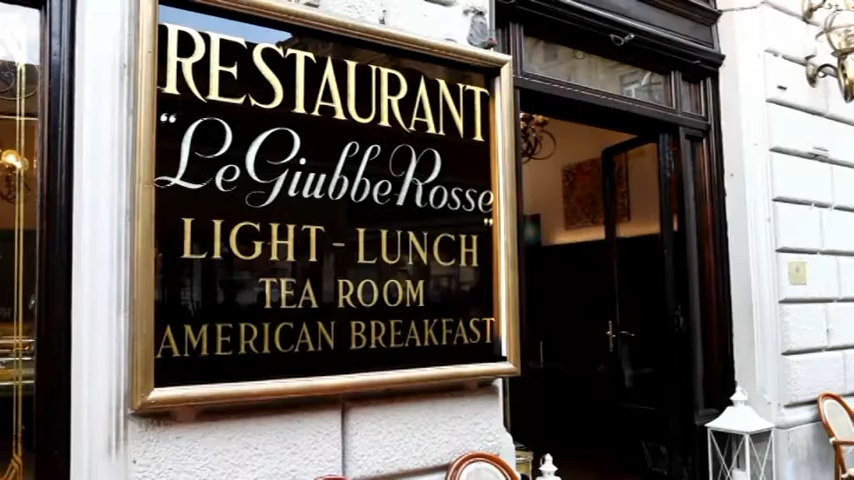 RESTAURANT
"Le Giubbe Rosse"
LIGHT - LUNCH
TEA ROOM
AMERICAN BREAKFAST